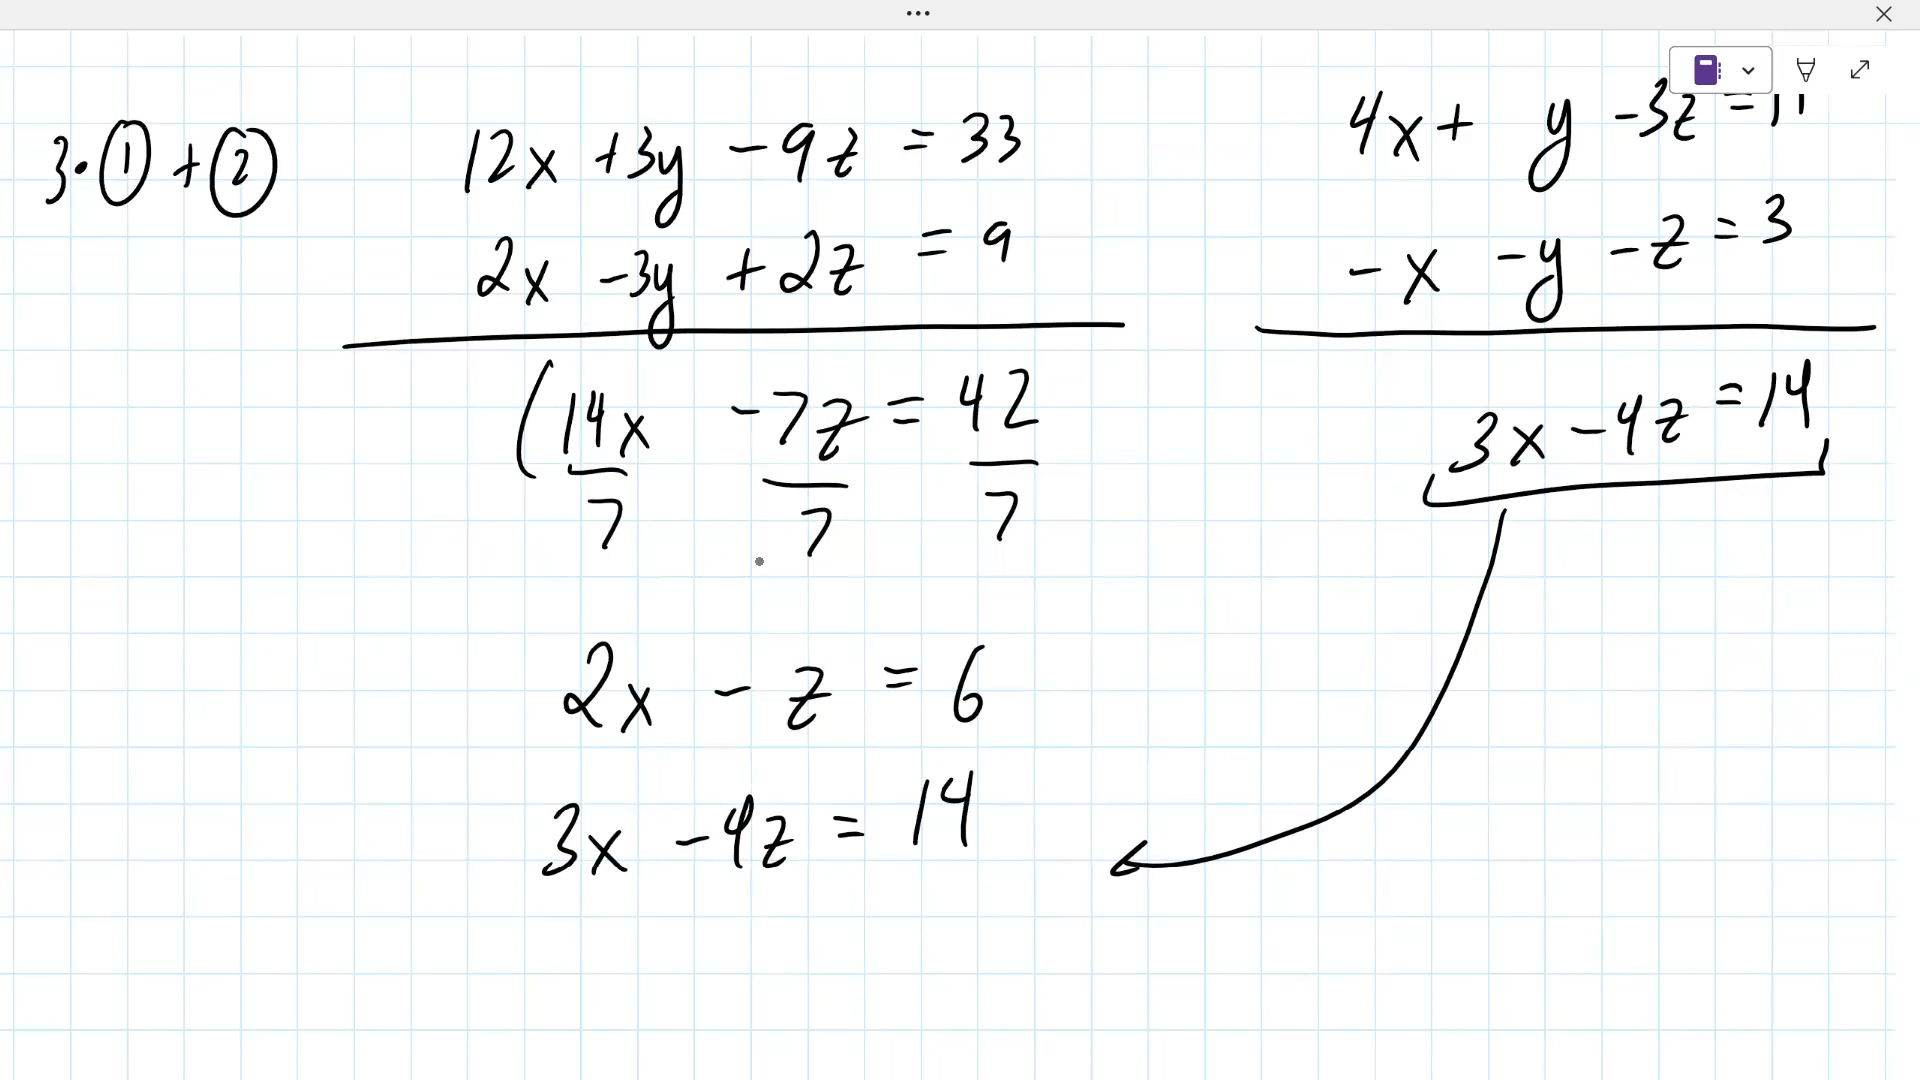 3·① + ②
12x + 3y - 9z = 33
2x - 3y + 2z = 9
14x - 7z = 42
7 7 7
2x - z = 6
3x - 4z = 14
4x + y - 3z = 11
-x - y - z = 3
3x - 4z = 14